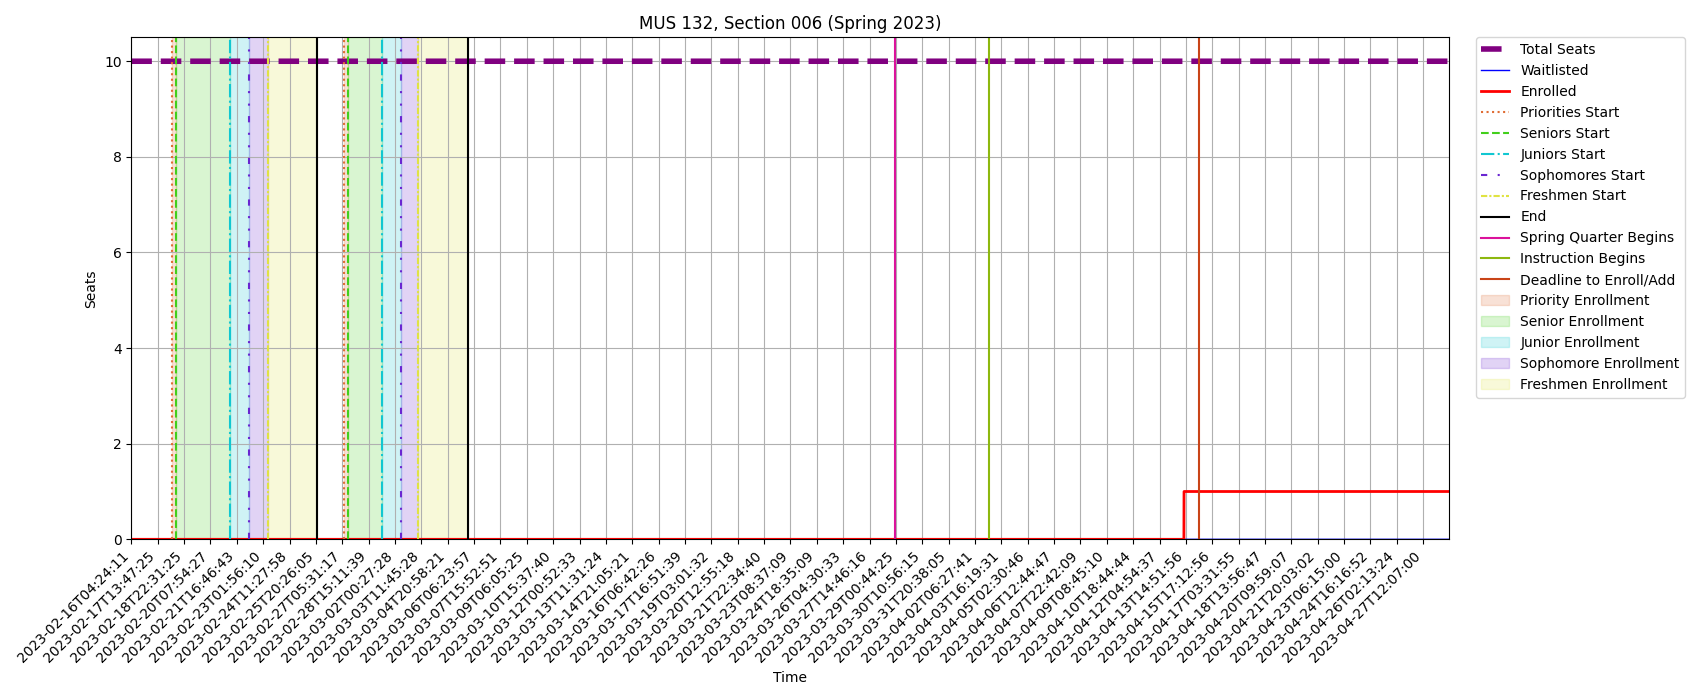 MUS 132, Section 006 (Spring 2023)
10
8
6
4
2
0
Seats
2023-02-16T04:24:11
2023-02-17T13:47:25
2023-02-18T22:31:25
2023-02-20T07:54:27
2023-02-21T16:46:43
2023-02-23T01:56:10
2023-02-24T11:27:58
2023-02-25T20:26:05
2023-02-27T05:31:17
2023-02-28T15:11:39
2023-03-02T00:27:28
2023-03-03T11:45:28
2023-03-04T20:58:21
2023-03-06T06:23:57
2023-03-07T15:52:51
2023-03-09T06:05:25
2023-03-10T15:37:40
2023-03-12T00:52:33
2023-03-13T11:31:24
2023-03-14T21:05:21
2023-03-16T06:42:26
2023-03-17T16:51:39
2023-03-19T03:01:32
2023-03-20T12:55:18
2023-03-21T22:34:40
2023-03-23T08:37:09
2023-03-24T18:35:09
2023-03-26T04:30:33
2023-03-27T14:46:16
2023-03-29T00:44:25
2023-03-30T10:56:15
2023-03-31T20:38:05
2023-04-02T06:27:41
2023-04-03T16:19:31
2023-04-05T02:30:46
2023-04-06T12:44:47
2023-04-07T22:42:09
2023-04-09T08:45:10
2023-04-10T18:44:44
2023-04-12T04:54:37
2023-04-13T14:51:56
2023-04-15T17:12:56
2023-04-17T03:31:55
2023-04-18T13:56:47
2023-04-20T09:59:07
2023-04-21T20:03:02
2023-04-23T06:15:00
2023-04-24T16:16:52
2023-04-26T02:13:24
2023-04-27T12:07:00
Time
Total Seats
Waitlisted
Enrolled
Priorities Start
Seniors Start
Juniors Start
Sophomores Start
Freshmen Start
End
Spring Quarter Begins
Instruction Begins
Deadline to Enroll/Add
Priority Enrollment
Senior Enrollment
Junior Enrollment
Sophomore Enrollment
Freshmen Enrollment